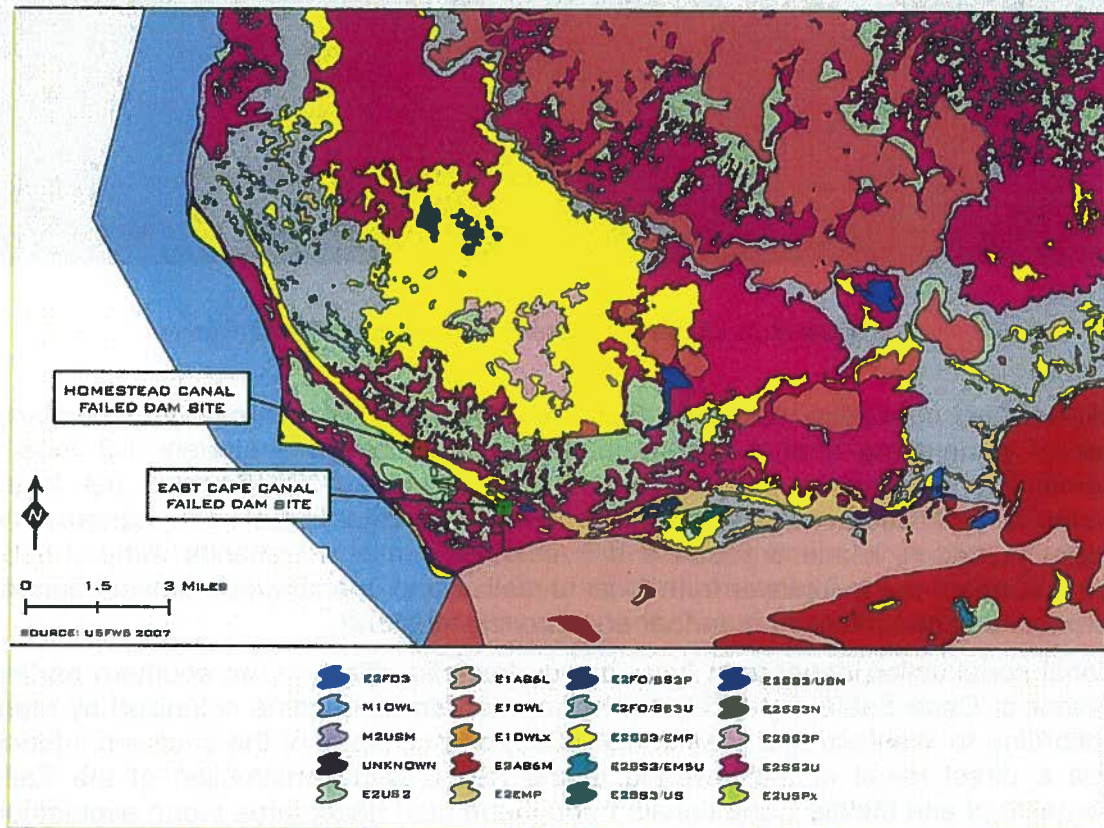 HOMESTEAD CANAL
FAILED DAM SITE
EAST CAPE CANAL
FAILED DAM SITE
N
0 1.5 3 MILES
SOURCE: USFWS 2007
E2FO3
M1OWL
M2USM
UNKNOWN
E2US3
E1AB6L
E1OWL
E1OWLX
E2AB6M
E2EMP
E2FO/SS3P
E2FO/SS3U
E2SS3/EMP
E2SS3/EM5U
E2SS3/US
E2SS3/USN
E2SS3N
E2SS3P
E2SS3U
E2USPX